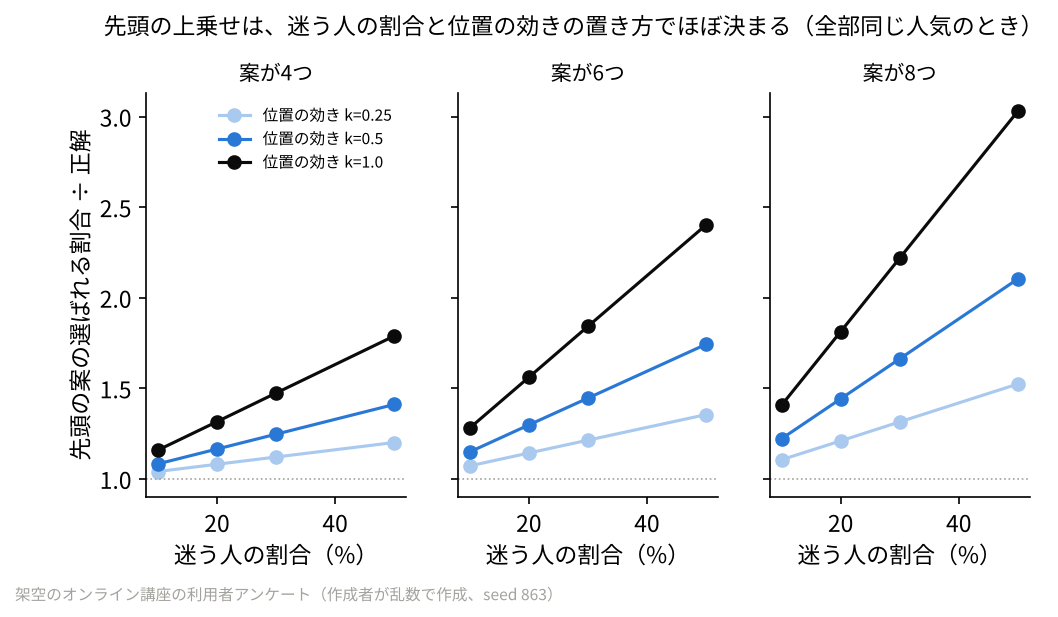 先頭の上乗せは、迷う人の割合と位置の効きの置き方でほぼ決まる（全部同じ人気のとき）
案が4つ
案が6つ
案が8つ
位置の効き k=0.25
位置の効き k=0.5
位置の効き k=1.0
先頭の案の選ばれる割合 ÷ 正解
3.0
2.5
2.0
1.5
1.0
20 40
20 40
20 40
迷う人の割合（%）
迷う人の割合（%）
迷う人の割合（%）
架空のオンライン講座の利用者アンケート（作成者が乱数で作成、seed 863）